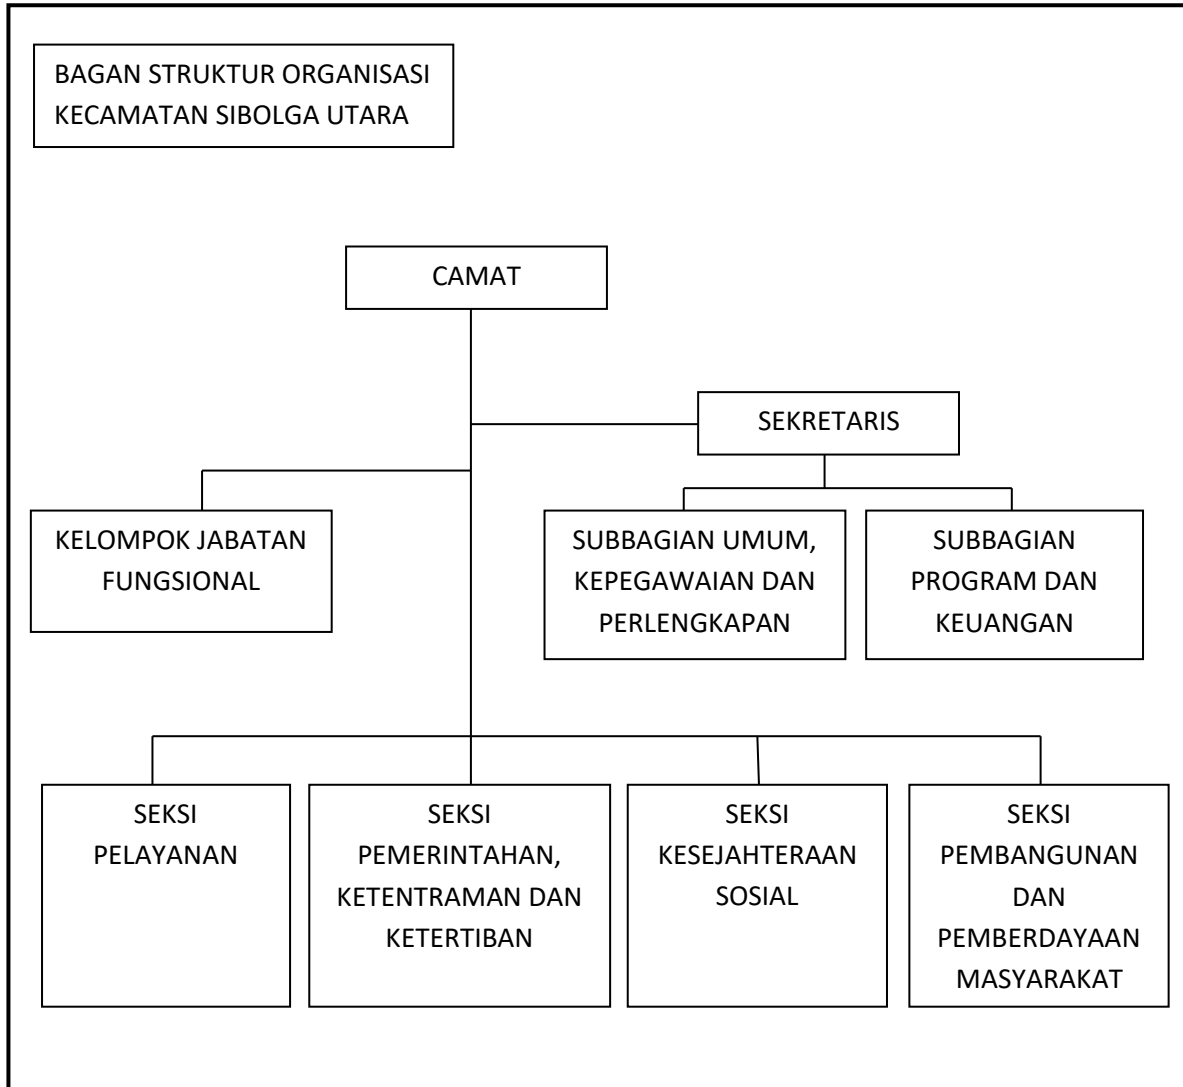 BAGAN STRUKTUR ORGANISASI
KECAMATAN SIBOLGA UTARA
CAMAT
SEKRETARIS
KELOMPOK JABATAN
FUNGSIONAL
SUBBAGIAN UMUM,
KEPEGAWAIAN DAN
PERLENGKAPAN
SUBBAGIAN
PROGRAM DAN
KEUANGAN
SEKSI
PELAYANAN
SEKSI
PEMERINTAHAN,
KETENTRAMAN DAN
KETERTIBAN
SEKSI
KESEJAHTERAAN
SOSIAL
SEKSI
PEMBANGUNAN
DAN
PEMBERDAYAAN
MASYARAKAT